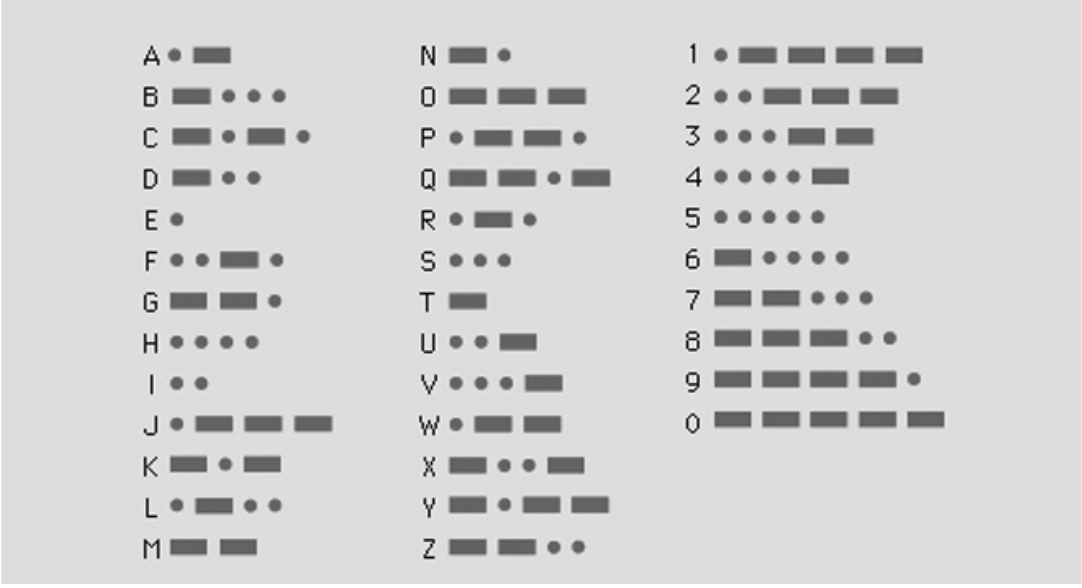 A • ▬
B ▬ • • •
C ▬ • ▬ •
D ▬ • •
E •
F • • ▬ •
G ▬ ▬ •
H • • • •
I • •
J • ▬ ▬ ▬
K ▬ • ▬
L • ▬ • •
M ▬ ▬
N ▬ •
O ▬ ▬ ▬
P • ▬ ▬ •
Q ▬ ▬ • ▬
R • ▬ •
S • • •
T ▬
U • • ▬
V • • • ▬
W • ▬ ▬
X ▬ • • ▬
Y ▬ • ▬ ▬
Z ▬ ▬ • •
1 • ▬ ▬ ▬ ▬
2 • • ▬ ▬ ▬
3 • • • ▬ ▬
4 • • • • ▬
5 • • • • •
6 ▬ • • • •
7 ▬ ▬ • • •
8 ▬ ▬ ▬ • •
9 ▬ ▬ ▬ ▬ •
0 ▬ ▬ ▬ ▬ ▬